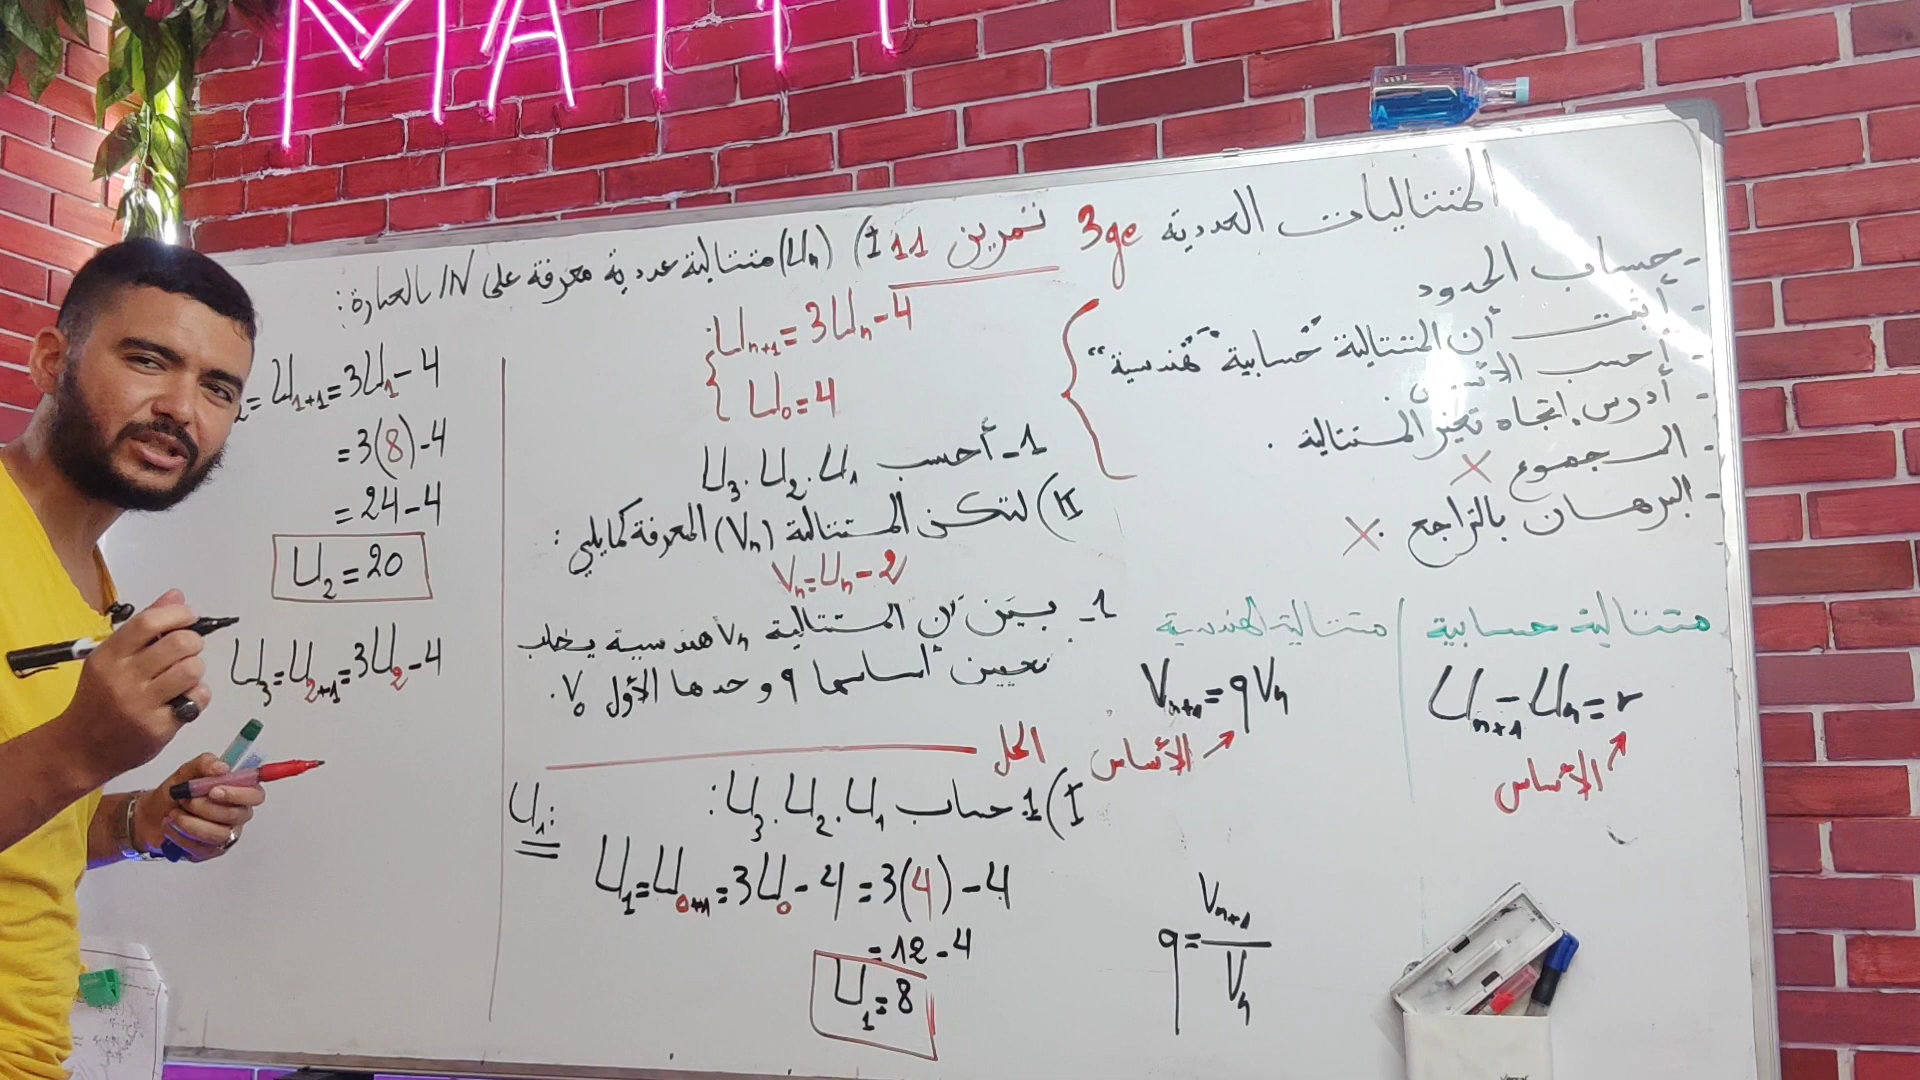 MATH
المتتاليات العددية 3ge
- حساب الحدود
- أثبت أن المتتالية "حسابية" "هندسية"
- أحسب الأساس.
- أدرس اتجاه تغير المتتالية.
- المجموع ×
- البرهان بالتراجع. ×
متتالية حسابية | متتالية الهندسية
Uₙ₊₁ - Uₙ = r
الأساس
Vₙ₊₁ = qVₙ
الأساس
q = Vₙ₊₁ / Vₙ
تمرين 11
I) (Uₙ) متتالية عددية معرفة على IN بالعبارة:
Uₙ₊₁ = 3Uₙ - 4
U₀ = 4
1- أحسب U₁ . U₂ . U₃
II) لتكن المتتالية (Vₙ) المعرفة كمايلي:
Vₙ = Uₙ - 2
1- بين أن المتتالية Vₙ هندسية يطلب
تعيين أساسها q وحدها الأول V₀.
الحل
I) 1. حساب U₁ . U₂ . U₃:
U₁:
U₁ = U₀₊₁ = 3U₀ - 4 = 3(4) - 4
= 12 - 4
U₁ = 8
₂ = U₁₊₁ = 3U₁ - 4
= 3(8) - 4
= 24 - 4
U₂ = 20
U₃ = U₂₊₁ = 3U₂ - 4